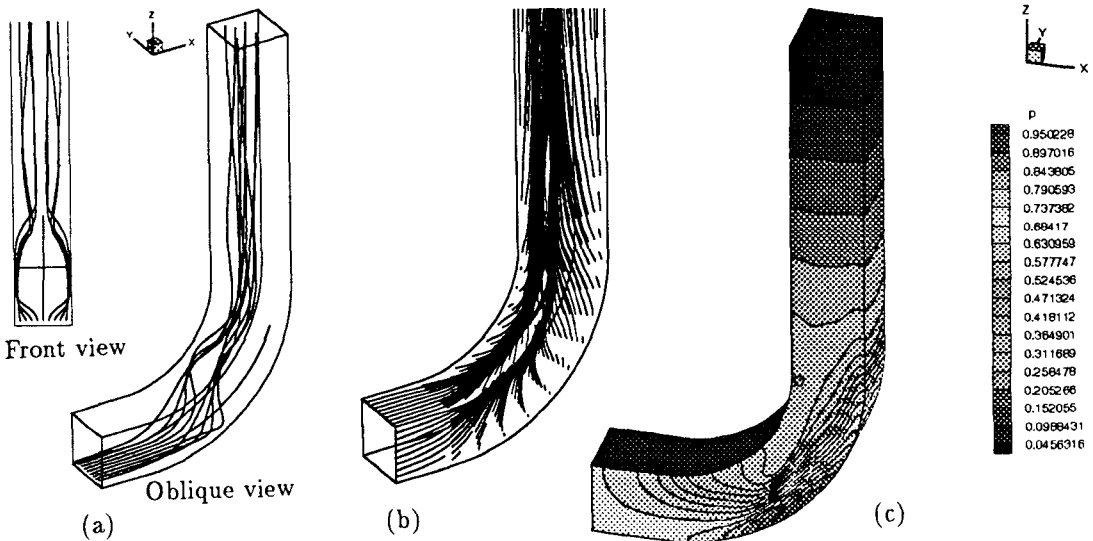 Z
Y
X
Front view
Oblique view
(a)
(b)
(c)
Z
Y
X
p
0.950228
0.897016
0.843805
0.790593
0.737382
0.68417
0.630959
0.577747
0.524536
0.471324
0.418112
0.364901
0.311689
0.258478
0.205266
0.152055
0.0988431
0.0456316